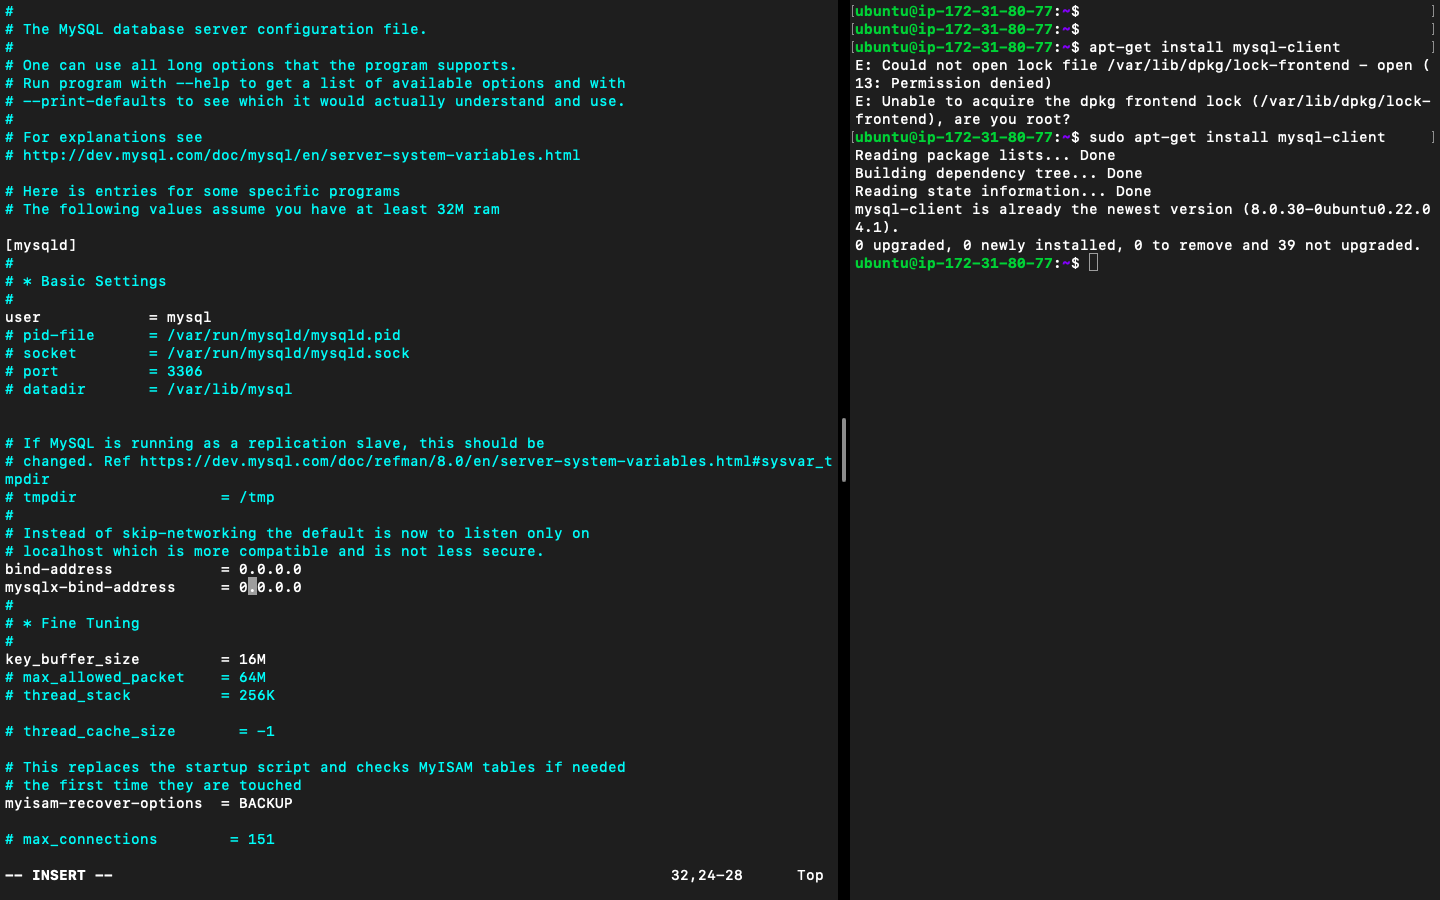 #
# The MySQL database server configuration file.
#
# One can use all long options that the program supports.
# Run program with --help to get a list of available options and with
# --print-defaults to see which it would actually understand and use.
#
# For explanations see
# http://dev.mysql.com/doc/mysql/en/server-system-variables.html
# Here is entries for some specific programs
# The following values assume you have at least 32M ram
[mysqld]
#
# * Basic Settings
#
user            = mysql
# pid-file      = /var/run/mysqld/mysqld.pid
# socket        = /var/run/mysqld/mysqld.sock
# port          = 3306
# datadir       = /var/lib/mysql
# If MySQL is running as a replication slave, this should be
# changed. Ref https://dev.mysql.com/doc/refman/8.0/en/server-system-variables.html#sysvar_t
mpdir
# tmpdir                = /tmp
#
# Instead of skip-networking the default is now to listen only on
# localhost which is more compatible and is not less secure.
bind-address            = 0.0.0.0
mysqlx-bind-address     = 0.0.0.0
#
# * Fine Tuning
#
key_buffer_size         = 16M
# max_allowed_packet    = 64M
# thread_stack          = 256K
# thread_cache_size       = -1
# This replaces the startup script and checks MyISAM tables if needed
# the first time they are touched
myisam-recover-options  = BACKUP
# max_connections        = 151
-- INSERT --                                                              32,24-28      Top
[ubuntu@ip-172-31-80-77:~$ ]
[ubuntu@ip-172-31-80-77:~$ ]
[ubuntu@ip-172-31-80-77:~$ apt-get install mysql-client ]
E: Could not open lock file /var/lib/dpkg/lock-frontend - open (
13: Permission denied)
E: Unable to acquire the dpkg frontend lock (/var/lib/dpkg/lock-
frontend), are you root?
[ubuntu@ip-172-31-80-77:~$ sudo apt-get install mysql-client ]
Reading package lists... Done
Building dependency tree... Done
Reading state information... Done
mysql-client is already the newest version (8.0.30-0ubuntu0.22.0
4.1).
0 upgraded, 0 newly installed, 0 to remove and 39 not upgraded.
ubuntu@ip-172-31-80-77:~$